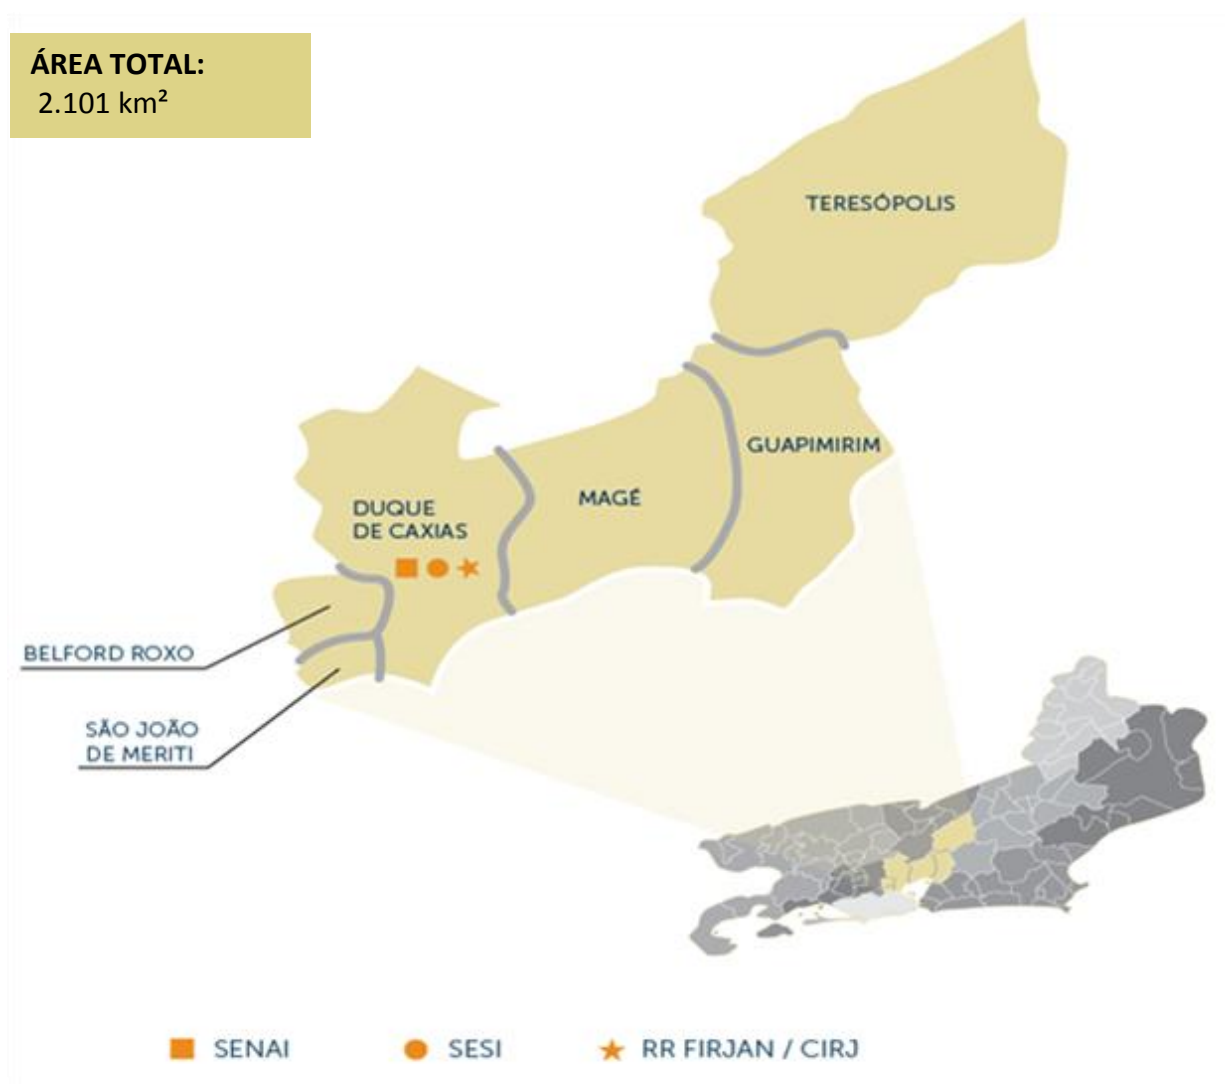 ÁREA TOTAL:
2.101 km²
TERESÓPOLIS
GUAPIMIRIM
MAGÉ
DUQUE
DE CAXIAS
BELFORD ROXO
SÃO JOÃO
DE MERITI
SENAI
SESI
RR FIRJAN / CIRJ